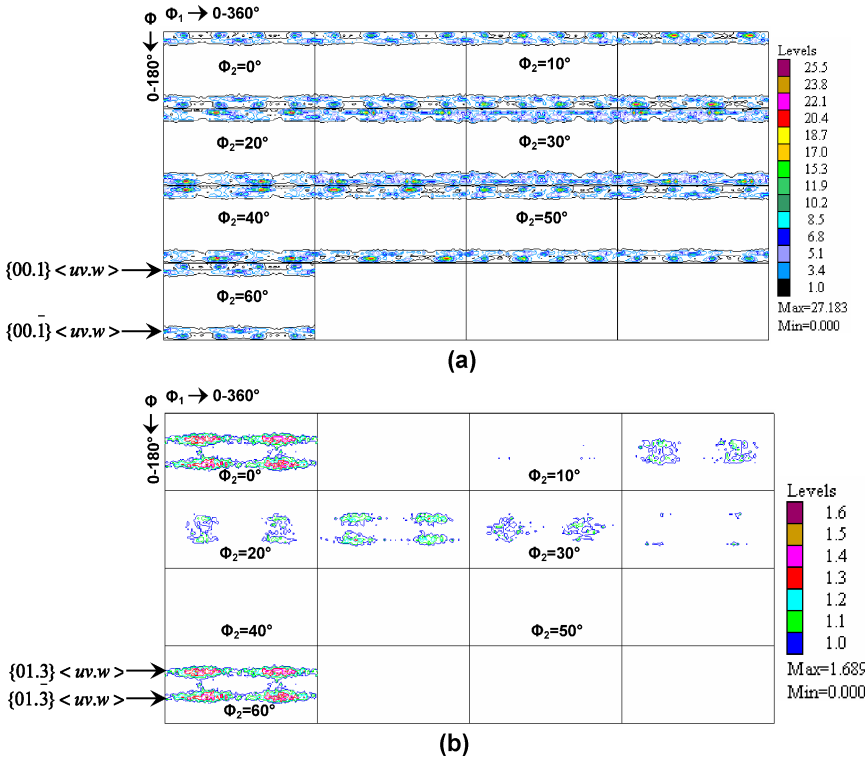 Φ Φ₁ → 0-360°
0-180°
Φ₂=0°
Φ₂=10°
Φ₂=20°
Φ₂=30°
Φ₂=40°
Φ₂=50°
Φ₂=60°
{00.1} < uv.w >
{00.1̄} < uv.w >
Levels
25.5
23.8
22.1
20.4
18.7
17.0
15.3
11.9
10.2
8.5
6.8
5.1
3.4
1.0
Max=27.183
Min=0.000
(a)
Φ Φ₁ → 0-360°
0-180°
Φ₂=0°
Φ₂=10°
Φ₂=20°
Φ₂=30°
Φ₂=40°
Φ₂=50°
Φ₂=60°
{01.3} < uv.w >
{01.3̄} < uv.w >
Levels
1.6
1.5
1.4
1.3
1.2
1.1
1.0
Max=1.689
Min=0.000
(b)